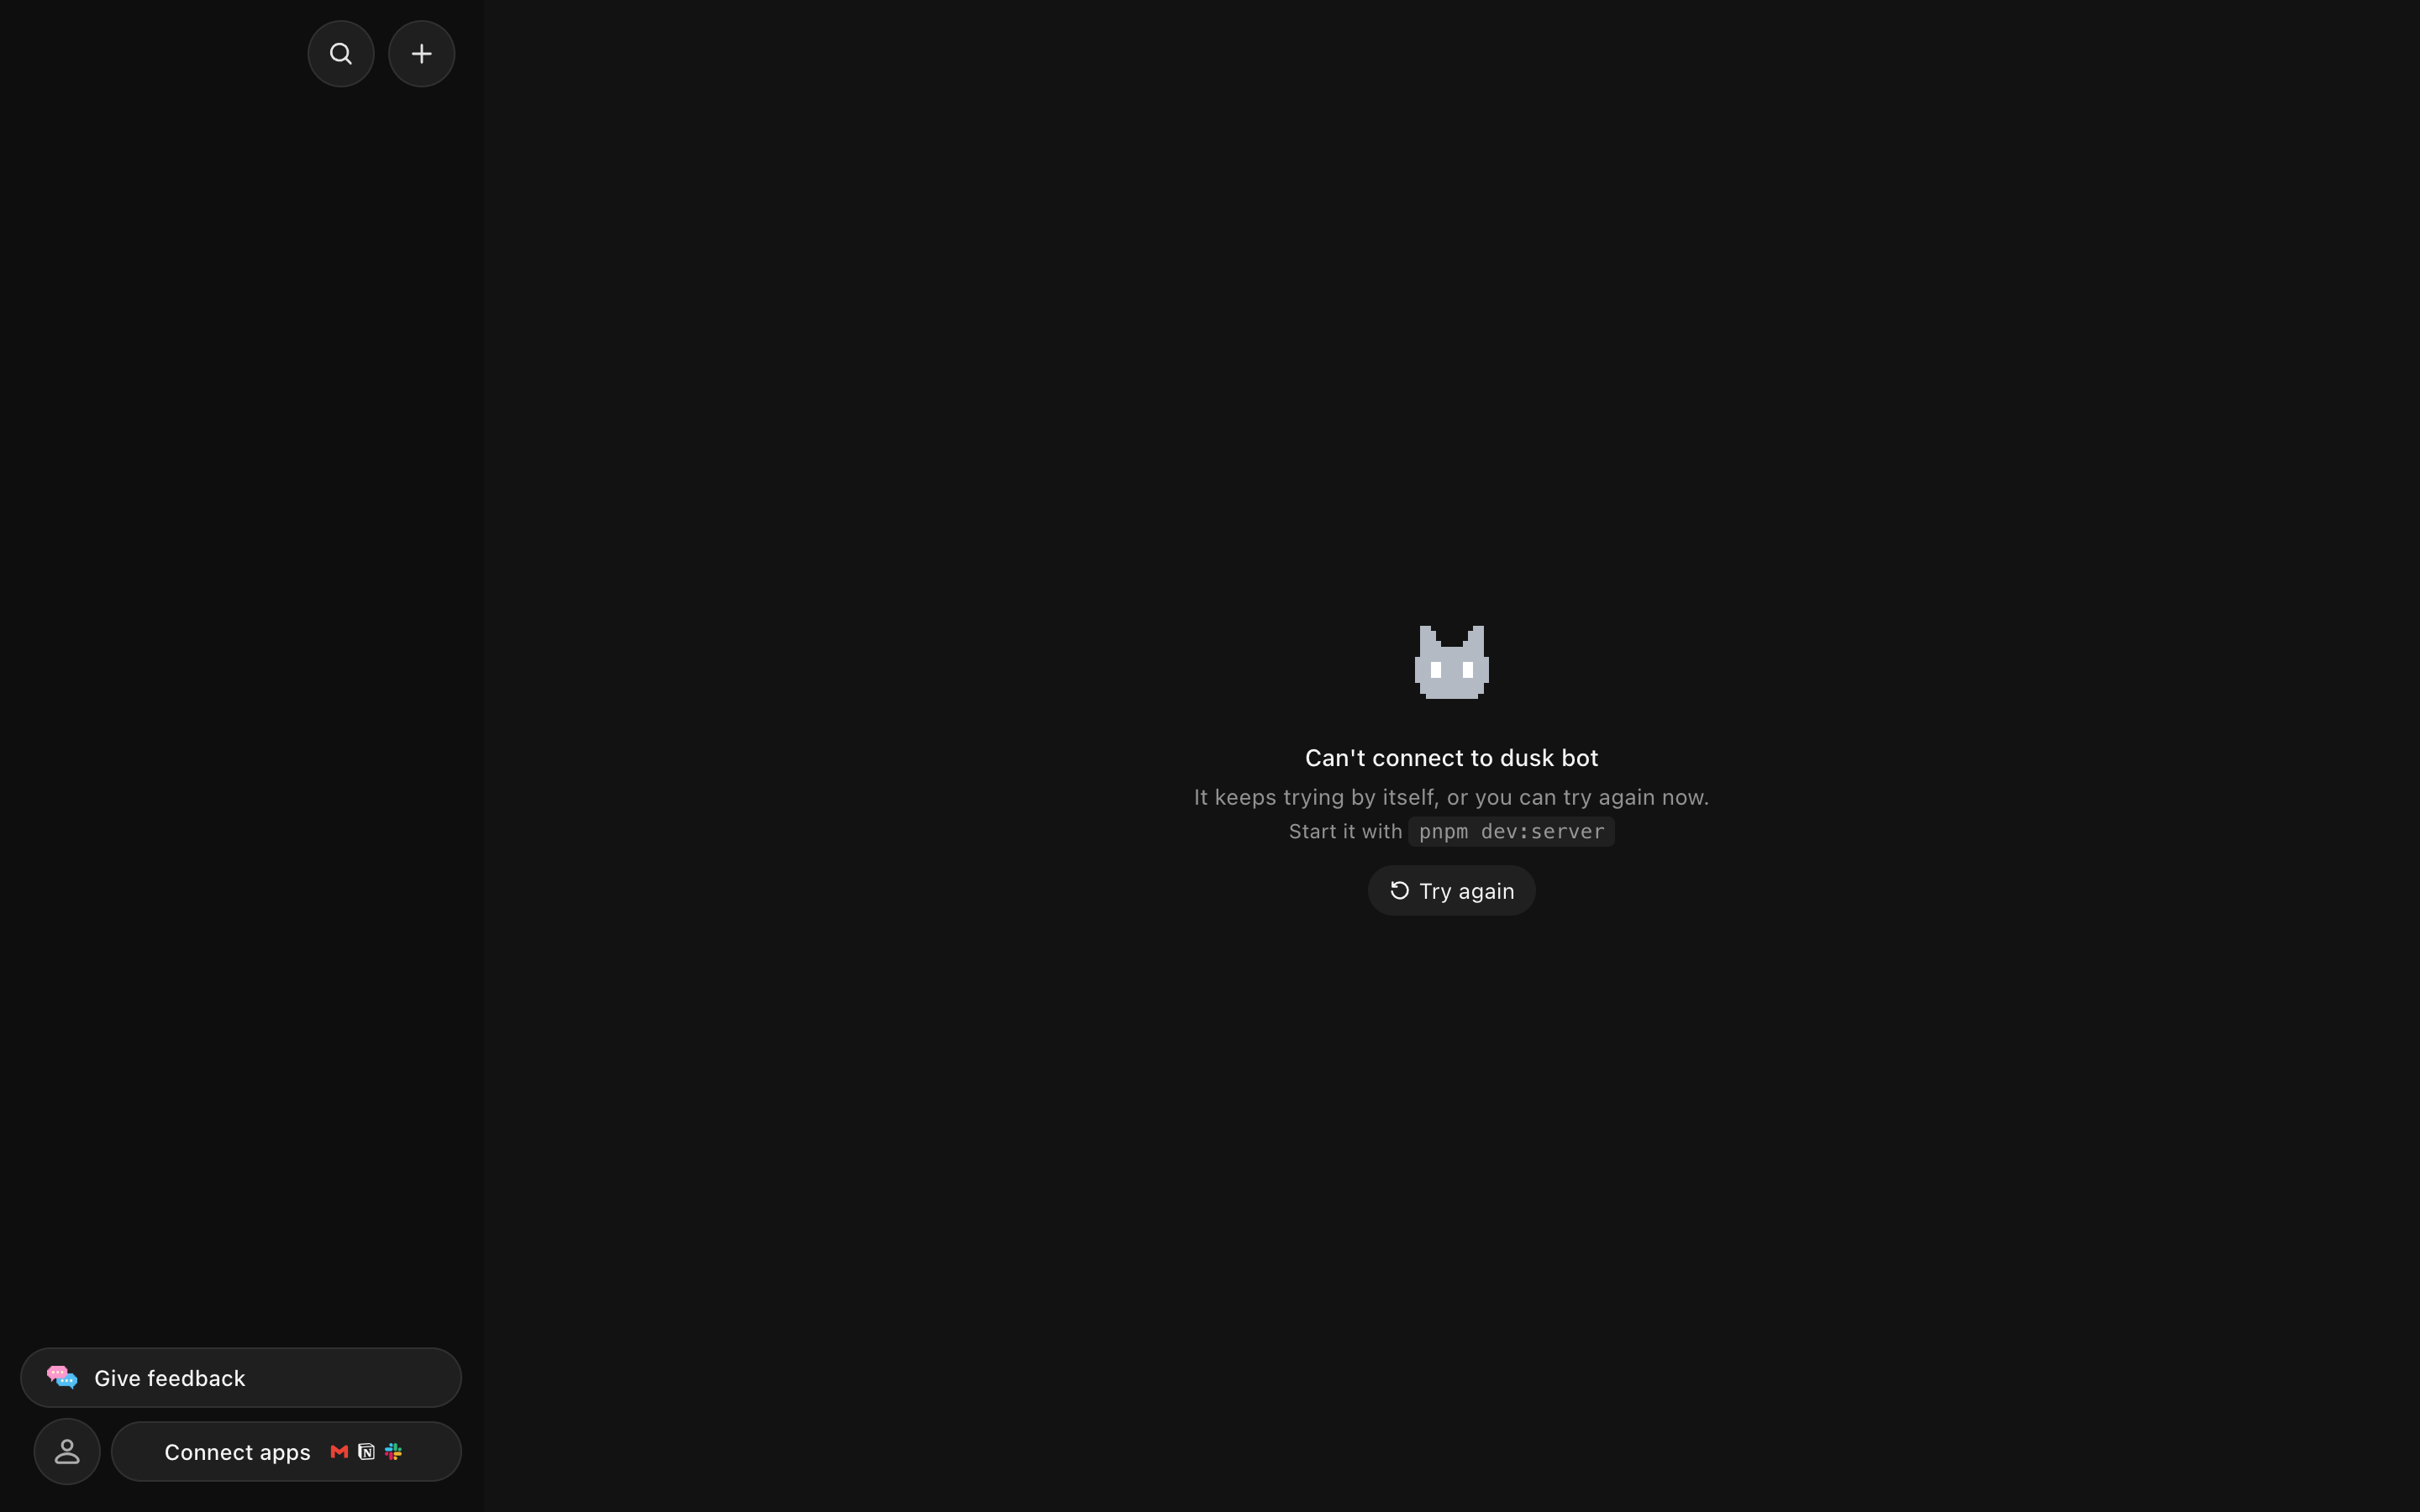 Can't connect to dusk bot
It keeps trying by itself, or you can try again now.
Start it with pnpm dev:server
Try again
Give feedback
Connect apps